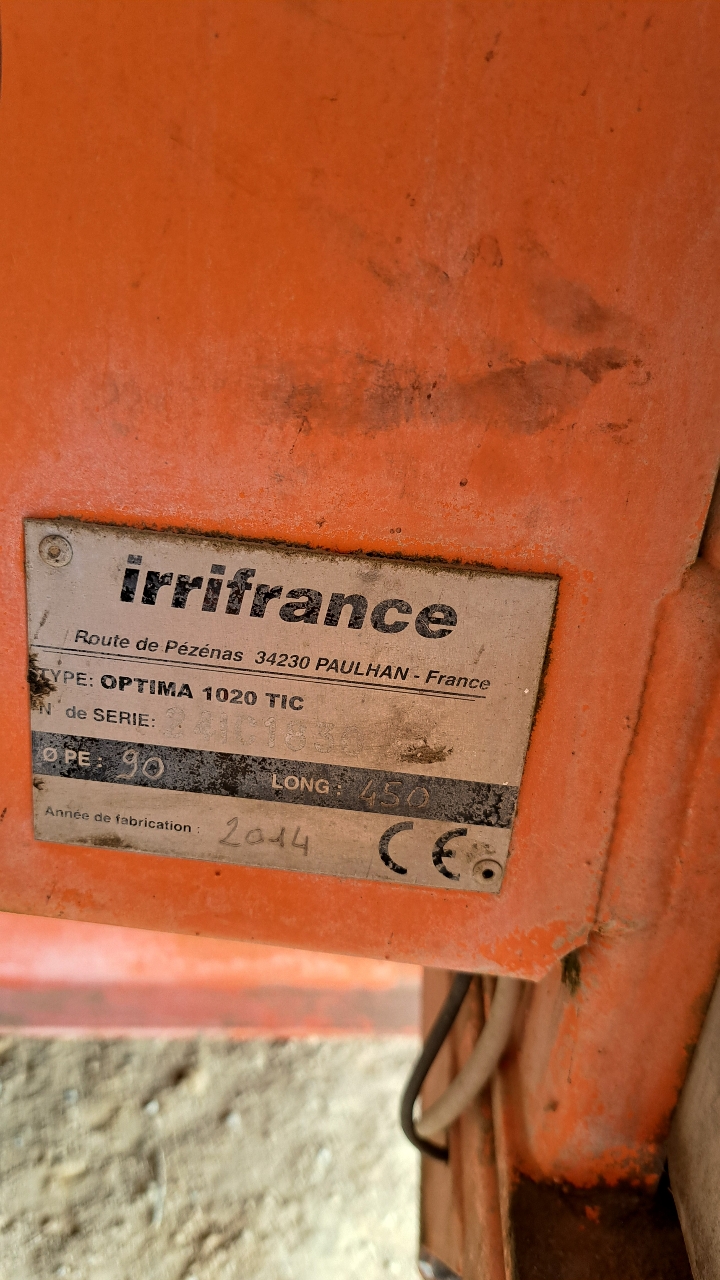 irrifrance
Route de Pézénas 34230 PAULHAN - France
TYPE: OPTIMA 1020 TIC
N° de SERIE:
Ø PE : 90 LONG : 450
Année de fabrication : 2014 CE